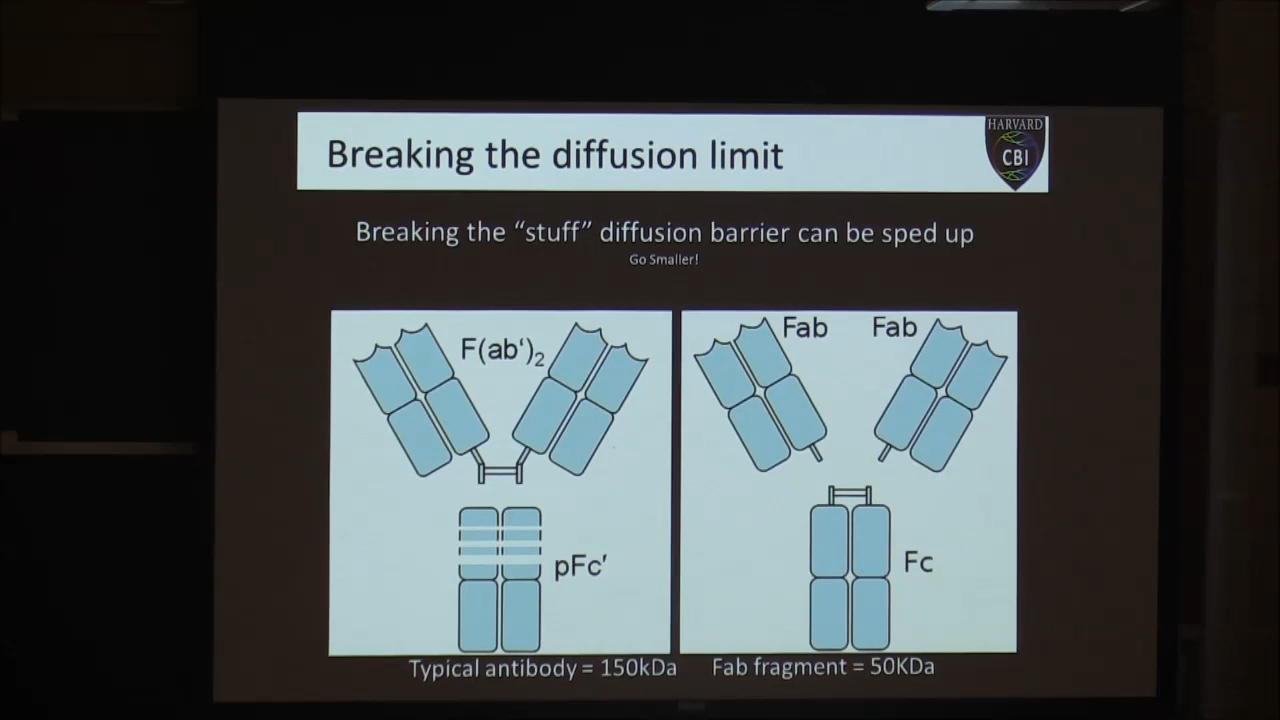 Breaking the diffusion limit
HARVARD
CBI
Breaking the “stuff” diffusion barrier can be sped up
Go Smaller!
F(ab‘)₂
pFc′
Fab Fab
Fc
Typical antibody = 150kDa Fab fragment = 50KDa